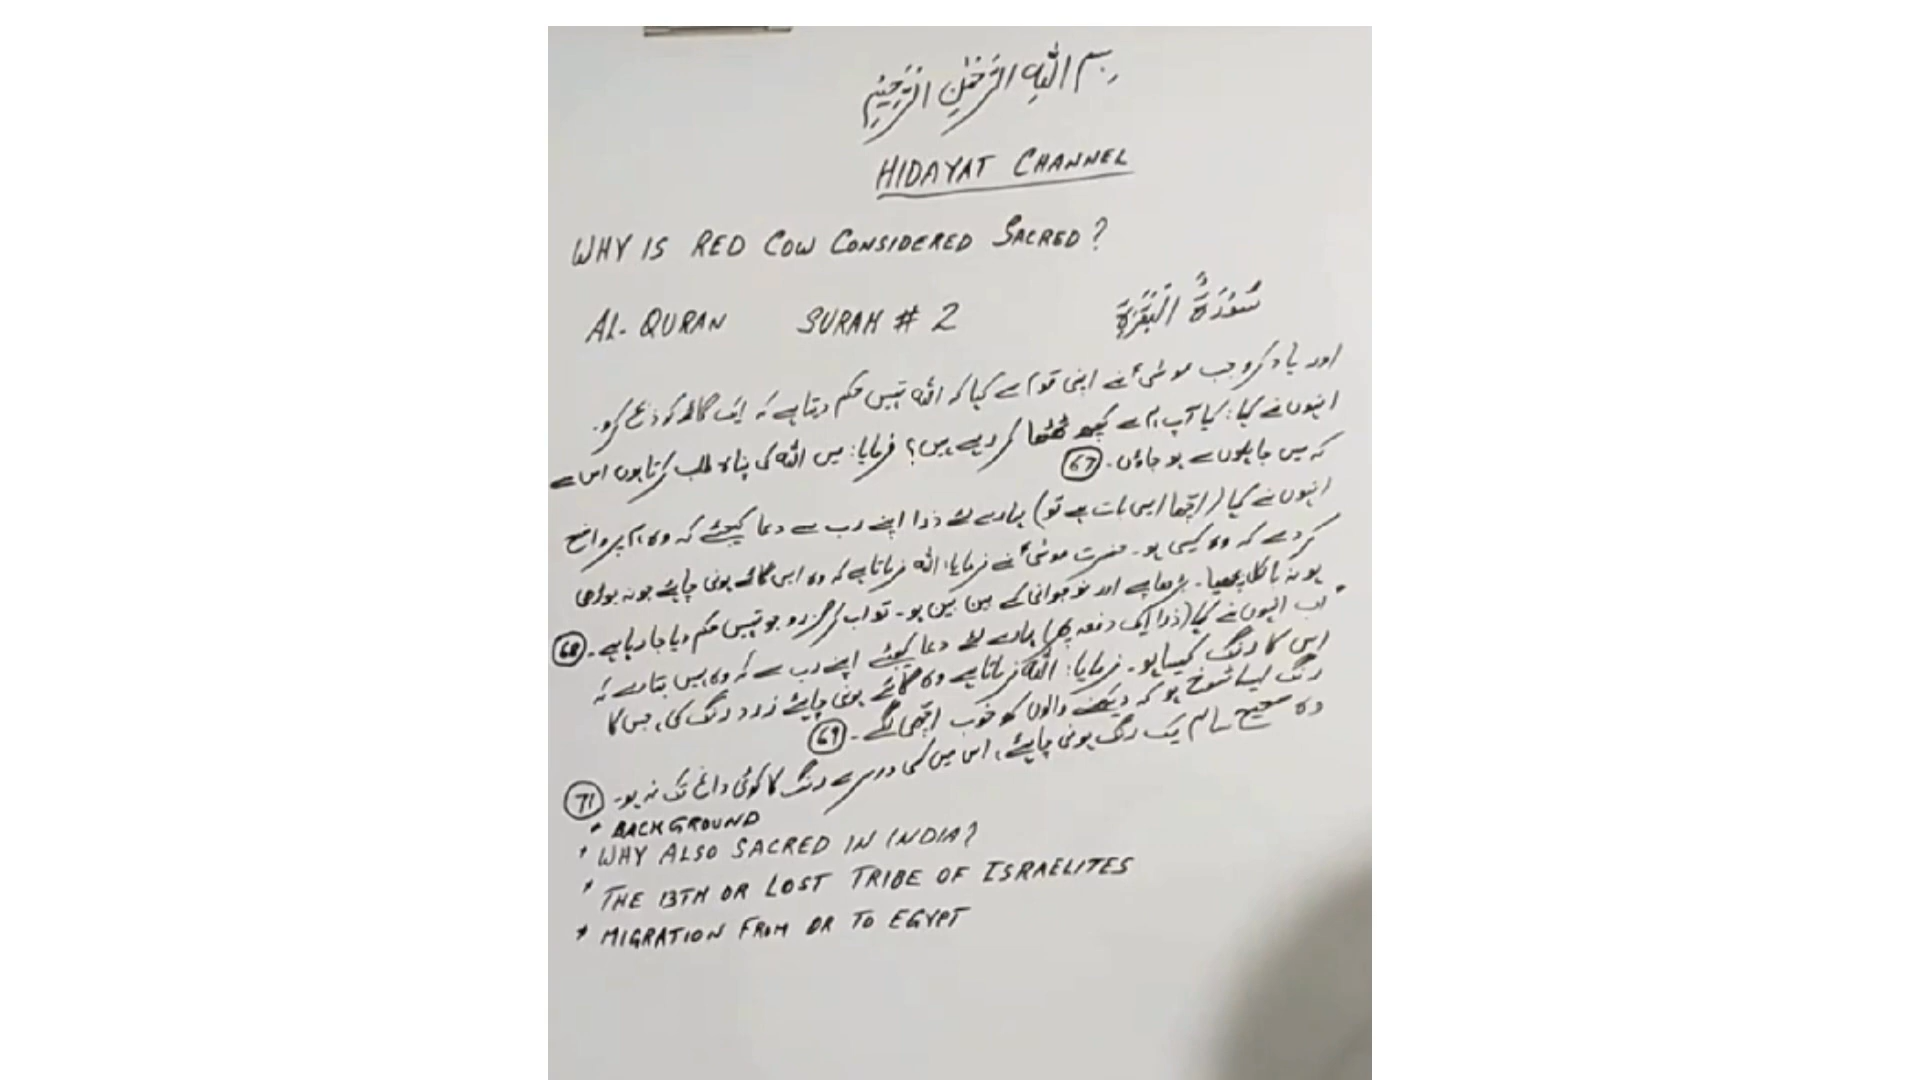 بِسْمِ اللّٰهِ الرَّحْمٰنِ الرَّحِيْمِ
HIDAYAT CHANNEL
WHY IS RED COW CONSIDERED SACRED?
AL-QURAN SURAH # 2 سُوْرَةُ الْبَقَرَةِ
اور یاد کرو جب موسٰیؑ نے اپنی قوم سے کہا کہ اللہ تمہیں حکم دیتا ہے کہ ایک گائے کو ذبح کرو۔
انہوں نے کہا: کیا آپ ہم سے کچھ ٹھٹھا کر رہے ہیں؟ فرمایا: میں اللہ کی پناہ طلب کرتا ہوں اس سے
کہ میں جاہلوں سے ہو جاؤں۔ 67
انہوں نے کہا (اچھا ایسی بات ہے تو) ہمارے لئے ذرا اپنے رب سے دعا کیجئے کہ وہ ہم پر واضح
کر دے کہ وہ کیسی ہو۔ حضرت موسٰیؑ نے فرمایا: اللہ فرماتا ہے کہ وہ ایسی گائے ہونی چاہئے جو نہ بوڑھی
ہو نہ بالکل بچھیا۔ بڑھاپے اور نوجوانی کے بین بین ہو۔ تو اب کر گزرو جو تمہیں حکم دیا جا رہا ہے۔ 68
اب انہوں نے کہا (ذرا ایک دفعہ پھر) ہمارے لئے دعا کیجئے اپنے رب سے کہ وہ ہمیں بتا دے کہ
اس کا رنگ کیسا ہو۔ فرمایا: اللہ فرماتا ہے وہ گائے ہونی چاہئے زرد رنگ کی، جس کا
رنگ ایسا شوخ ہو کہ دیکھنے والوں کو خوب اچھی لگے۔ 69
وہ صحیح سالم یک رنگ ہونی چاہئے، اس میں کسی دوسرے رنگ کا کوئی داغ تک نہ ہو۔ 71
* BACKGROUND
* WHY ALSO SACRED IN INDIA?
* THE 13TH OR LOST TRIBE OF ISRAELITES
* MIGRATION FROM OR TO EGYPT